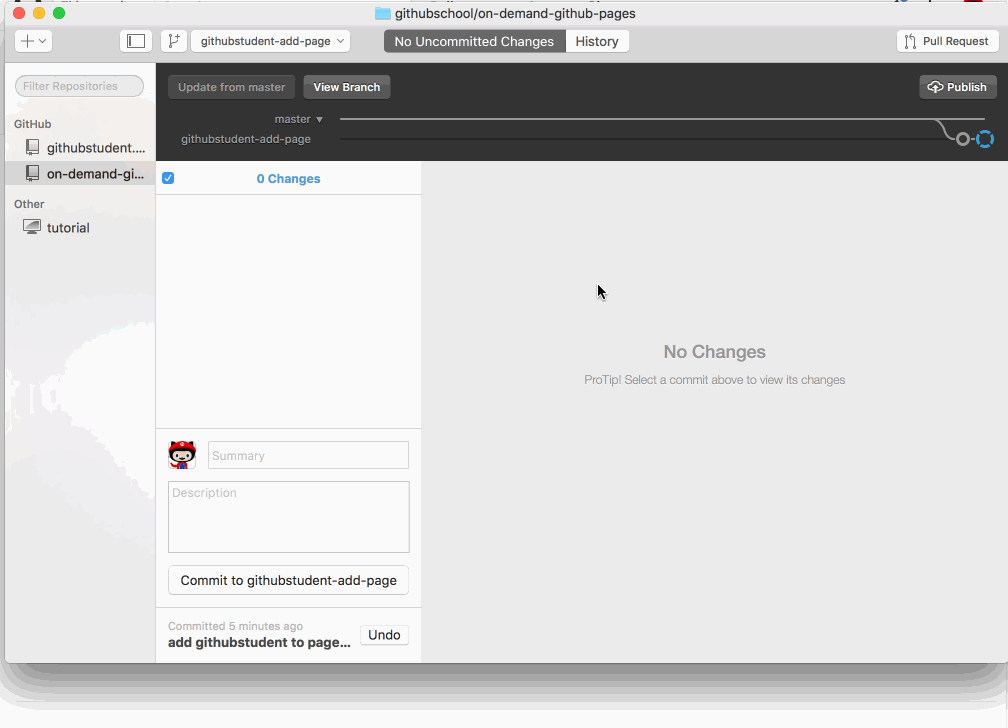 githubschool/on-demand-github-pages
githubstudent-add-page
No Uncommitted Changes
History
Pull Request
Filter Repositories
GitHub
githubstudent....
on-demand-gi...
Other
tutorial
Update from master
View Branch
Publish
master
githubstudent-add-page
0 Changes
No Changes
ProTip! Select a commit above to view its changes
Summary
Description
Commit to githubstudent-add-page
Committed 5 minutes ago
add githubstudent to page...
Undo